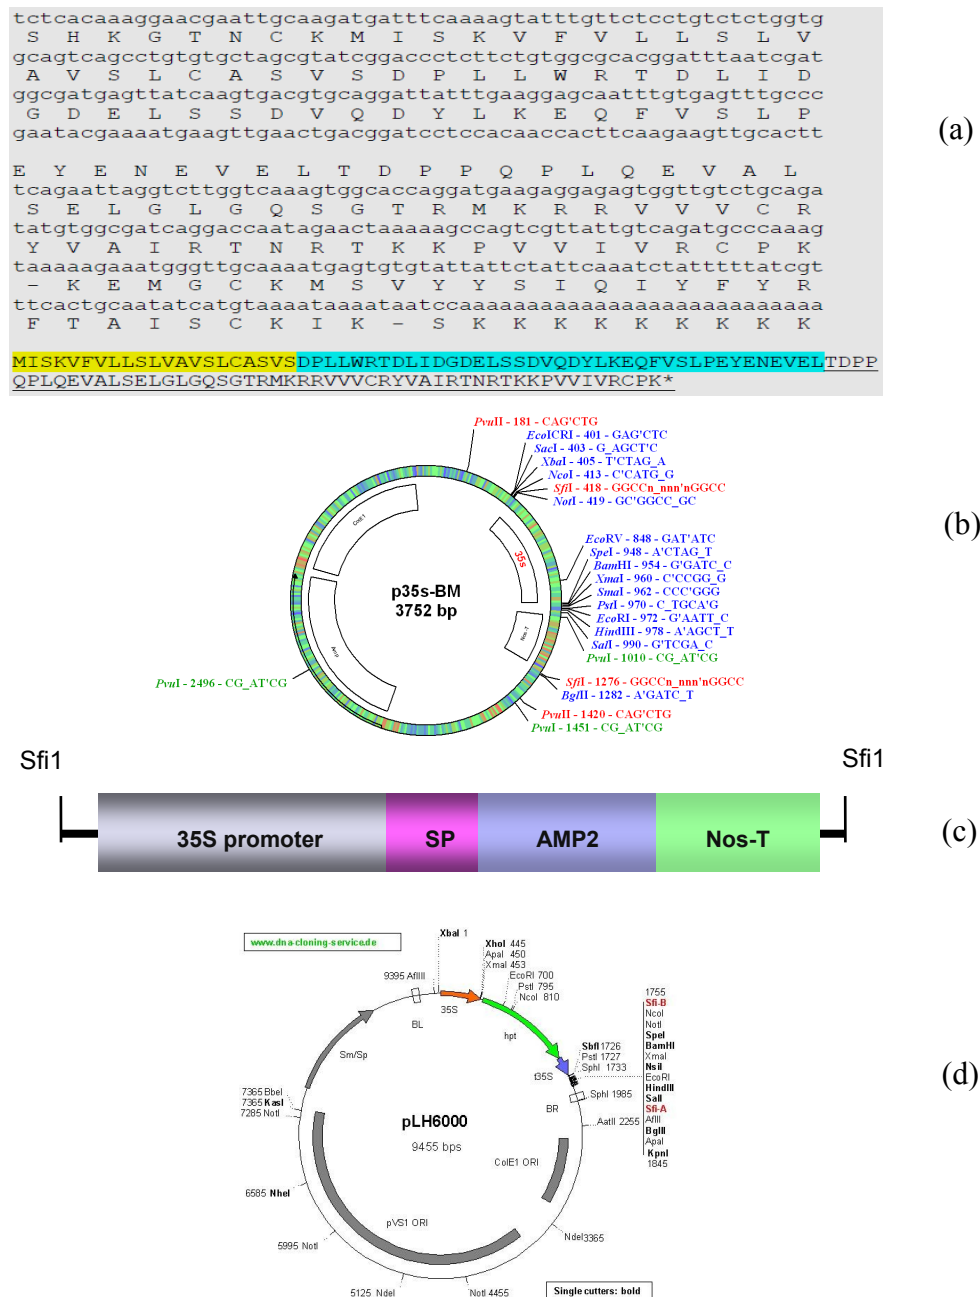 tctcacaaaggaacgaattgcaagatgatttcaaaagtatttgttctcctgtctctggtg
S H K G T N C K M I S K V F V L L S L V
gcagtcagcctgtgtgctagcgtatcggaccctcttctgtggcgcacggatttaatcgat
A V S L C A S V S D P L L W R T D L I D
ggcgatgagttatcaagtgacgtgcaggattatttgaaggagcaatttgtgagtttgccc
G D E L S S D V Q D Y L K E Q F V S L P
gaatacgaaaatgaagttgaactgacggatcctccacaaccacttcaagaagttgcactt
E Y E N E V E L T D P P Q P L Q E V A L
tcagaattaggtcttggtcaaagtggcaccaggatgaagaggagagtggttgtctgcaga
S E L G L G Q S G T R M K R R V V V C R
tatgtggcgatcaggaccaatagaactaaaaagccagtcgttattgtcagatgcccaaag
Y V A I R T N R T K K P V V I V R C P K
taaaaagaaatgggttgcaaaatgagtgtgtattattctattcaaatctatttttatcgt
- K E M G C K M S V Y Y S I Q I Y F Y R
ttcactgcaatatcatgtaaaataaaataatccaaaaaaaaaaaaaaaaaaaaaaaaaaa
F T A I S C K I K - S K K K K K K K K K
MISKVFVLLSLVAVSLCASVSDPLLWRTDLIDGDELSSDVQDYLKEQFVSLPEYENEVELTDPP
QPLQEVALSELGLGQSGTRMKRRVVVCRYVAIRTNRTKKPVVIVRCPK*
(a)
PvuII - 181 - CAG'CTG
EcoICRI - 401 - GAG'CTC
SacI - 403 - G_AGCT'C
XbaI - 405 - T'CTAG_A
NcoI - 413 - C'CATG_G
SfiI - 418 - GGCCn_nnn'nGGCC
NotI - 419 - GC'GGCC_GC
EcoRV - 848 - GAT'ATC
SpeI - 948 - A'CTAG_T
BamHI - 954 - G'GATC_C
XmaI - 960 - C'CCGG_G
SmaI - 962 - CCC'GGG
PstI - 970 - C_TGCA'G
EcoRI - 972 - G'AATT_C
HindIII - 978 - A'AGCT_T
SalI - 990 - G'TCGA_C
PvuI - 1010 - CG_AT'CG
SfiI - 1276 - GGCCn_nnn'nGGCC
BglII - 1282 - A'GATC_T
PvuII - 1420 - CAG'CTG
PvuI - 1451 - CG_AT'CG
PvuI - 2496 - CG_AT'CG
35s
Nos-T
Amp
p35s-BM
3752 bp
(b)
Sfi1
Sfi1
35S promoter
SP
AMP2
Nos-T
(c)
www.dna-cloning-service.de
XbaI 1
XhoI 445
ApaI 450
XmaI 453
EcoRI 700
PstI 795
NcoI 810
9395 AflIII
35S
BL
hpt
Sm/Sp
SbfI 1726
PstI 1727
SphI 1733
t35S
SphI 1985
BR
AatII 2255
1755
Sfi-B
NcoI
NotI
SpeI
BamHI
XmaI
NsiI
EcoRI
HindIII
SalI
Sfi-A
AflII
BglII
ApaI
KpnI
1845
7365 BbeI
7365 KasI
7285 NotI
pLH6000
9455 bps
ColE1 ORI
6585 NheI
pVS1 ORI
5995 NotI
NdeI 3365
5125 NdeI
NotI 4455
Single cutters: bold
(d)